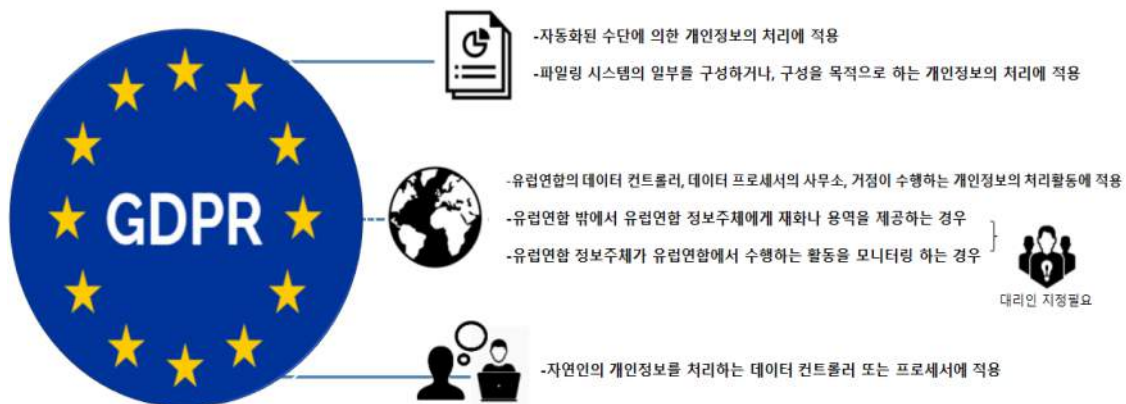 -자동화된 수단에 의한 개인정보의 처리에 적용
-파일링 시스템의 일부를 구성하거나, 구성을 목적으로 하는 개인정보의 처리에 적용
GDPR
-유럽연합의 데이터 컨트롤러, 데이터 프로세서의 사무소, 거점이 수행하는 개인정보의 처리활동에 적용
-유럽연합 밖에서 유럽연합 정보주체에게 재화나 용역을 제공하는 경우
-유럽연합 정보주체가 유럽연합에서 수행하는 활동을 모니터링 하는 경우
대리인 지정필요
-자연인의 개인정보를 처리하는 데이터 컨트롤러 또는 프로세서에 적용